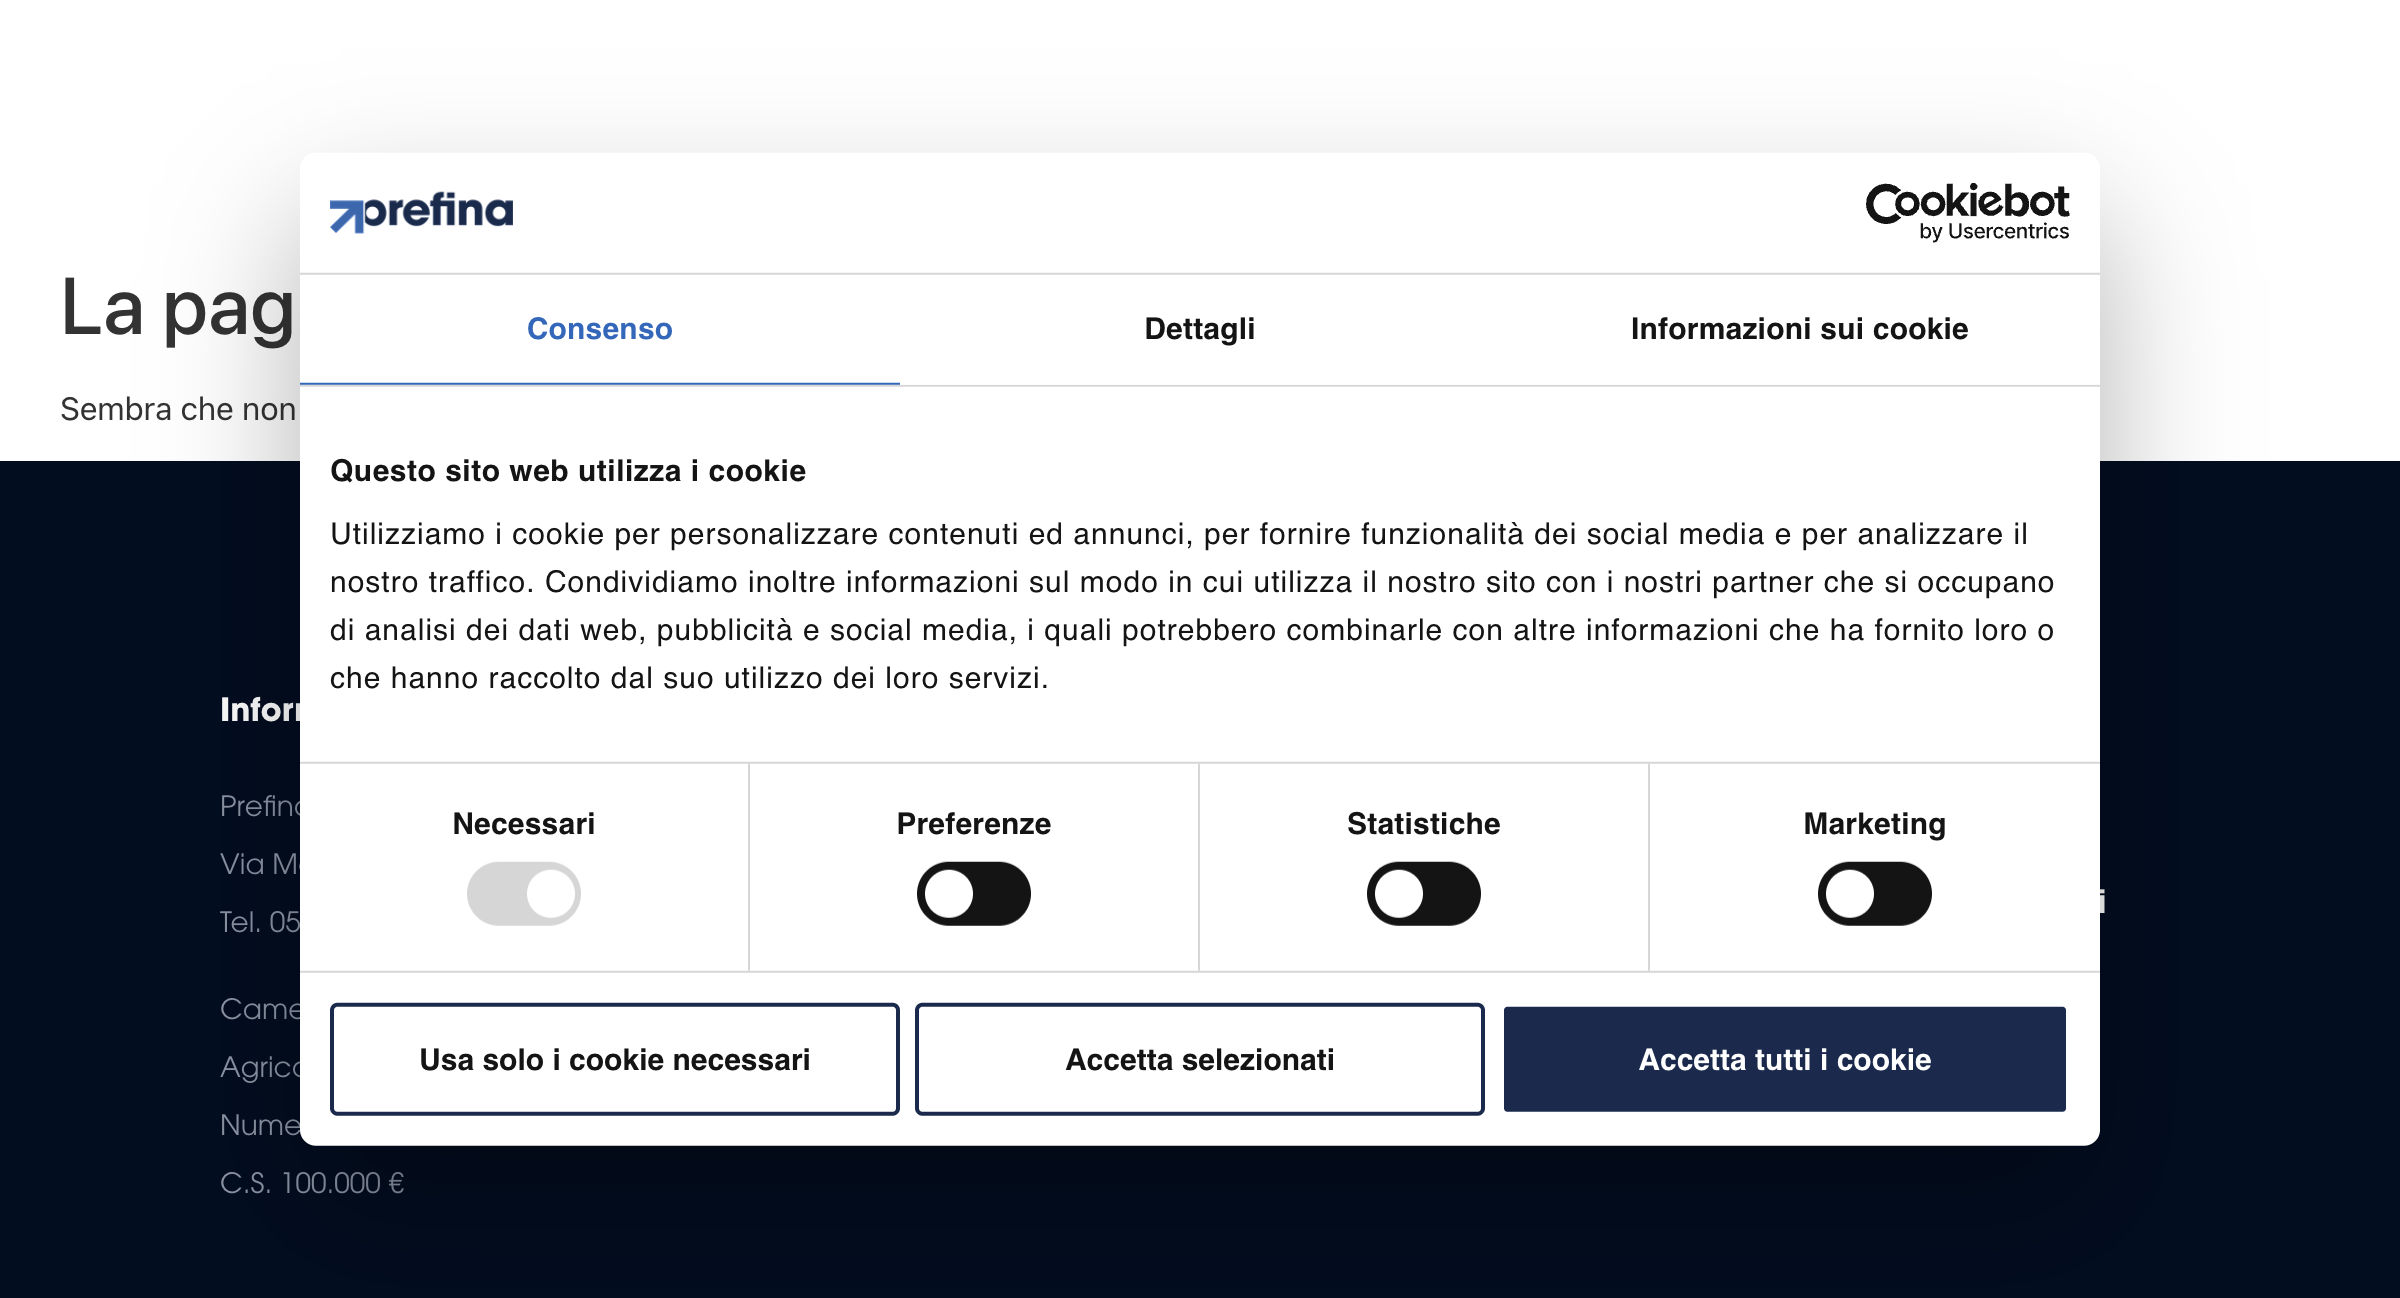 prefina
Cookiebot
by Usercentrics
La pag
Consenso
Dettagli
Informazioni sui cookie
Sembra che non
Questo sito web utilizza i cookie
Utilizziamo i cookie per personalizzare contenuti ed annunci, per fornire funzionalità dei social media e per analizzare il
nostro traffico. Condividiamo inoltre informazioni sul modo in cui utilizza il nostro sito con i nostri partner che si occupano
di analisi dei dati web, pubblicità e social media, i quali potrebbero combinarle con altre informazioni che ha fornito loro o
che hanno raccolto dal suo utilizzo dei loro servizi.
Necessari
Preferenze
Statistiche
Marketing
Usa solo i cookie necessari
Accetta selezionati
Accetta tutti i cookie
Via
Tel. 05
Came
Nume
C.S. 100.000 €